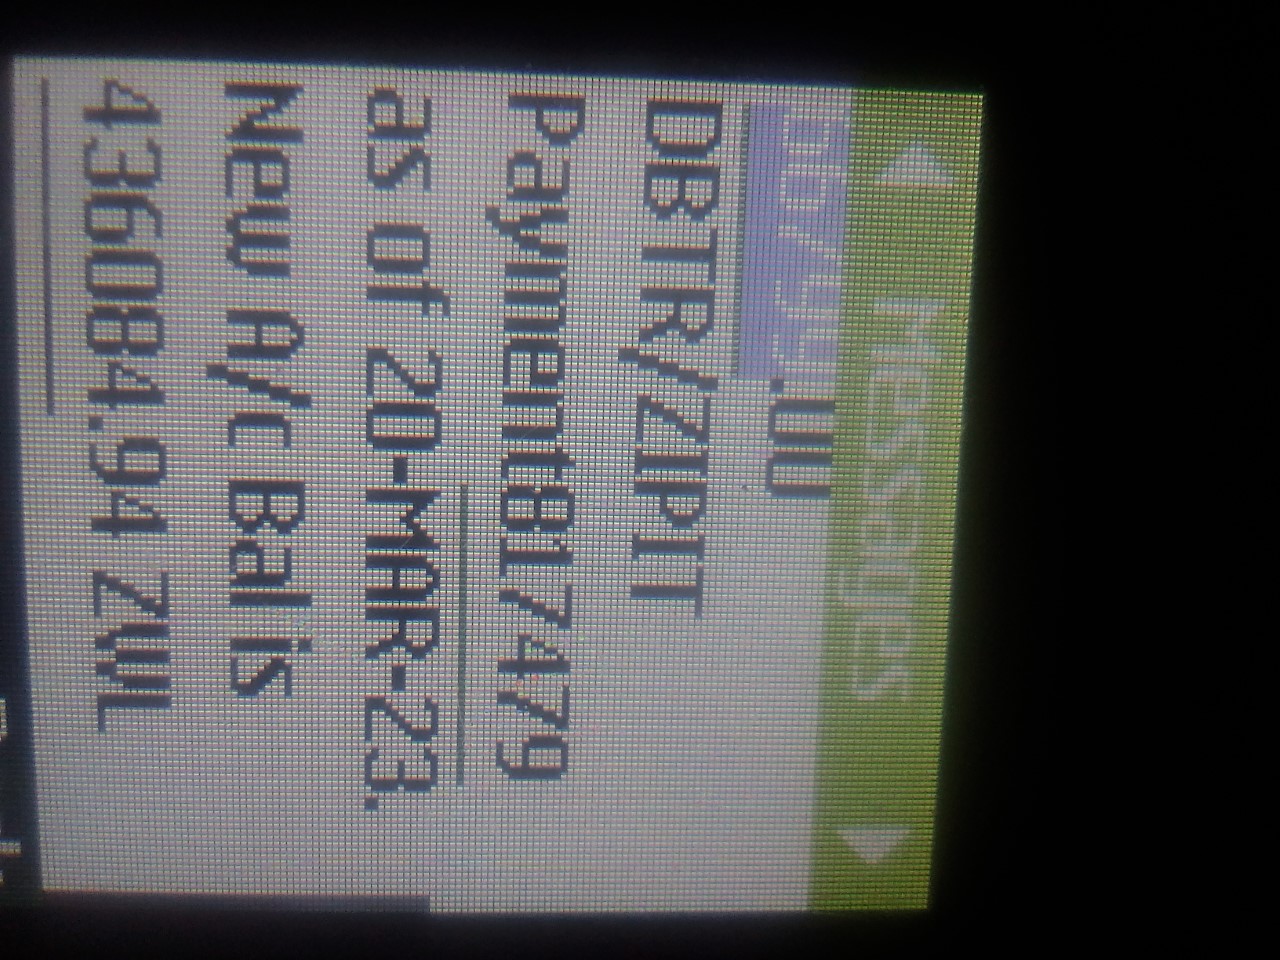 Messages
DBTR/ZIPIT
Payment817479
as of 20-MAR-23.
New A/c Bal is
436084.94 ZWL